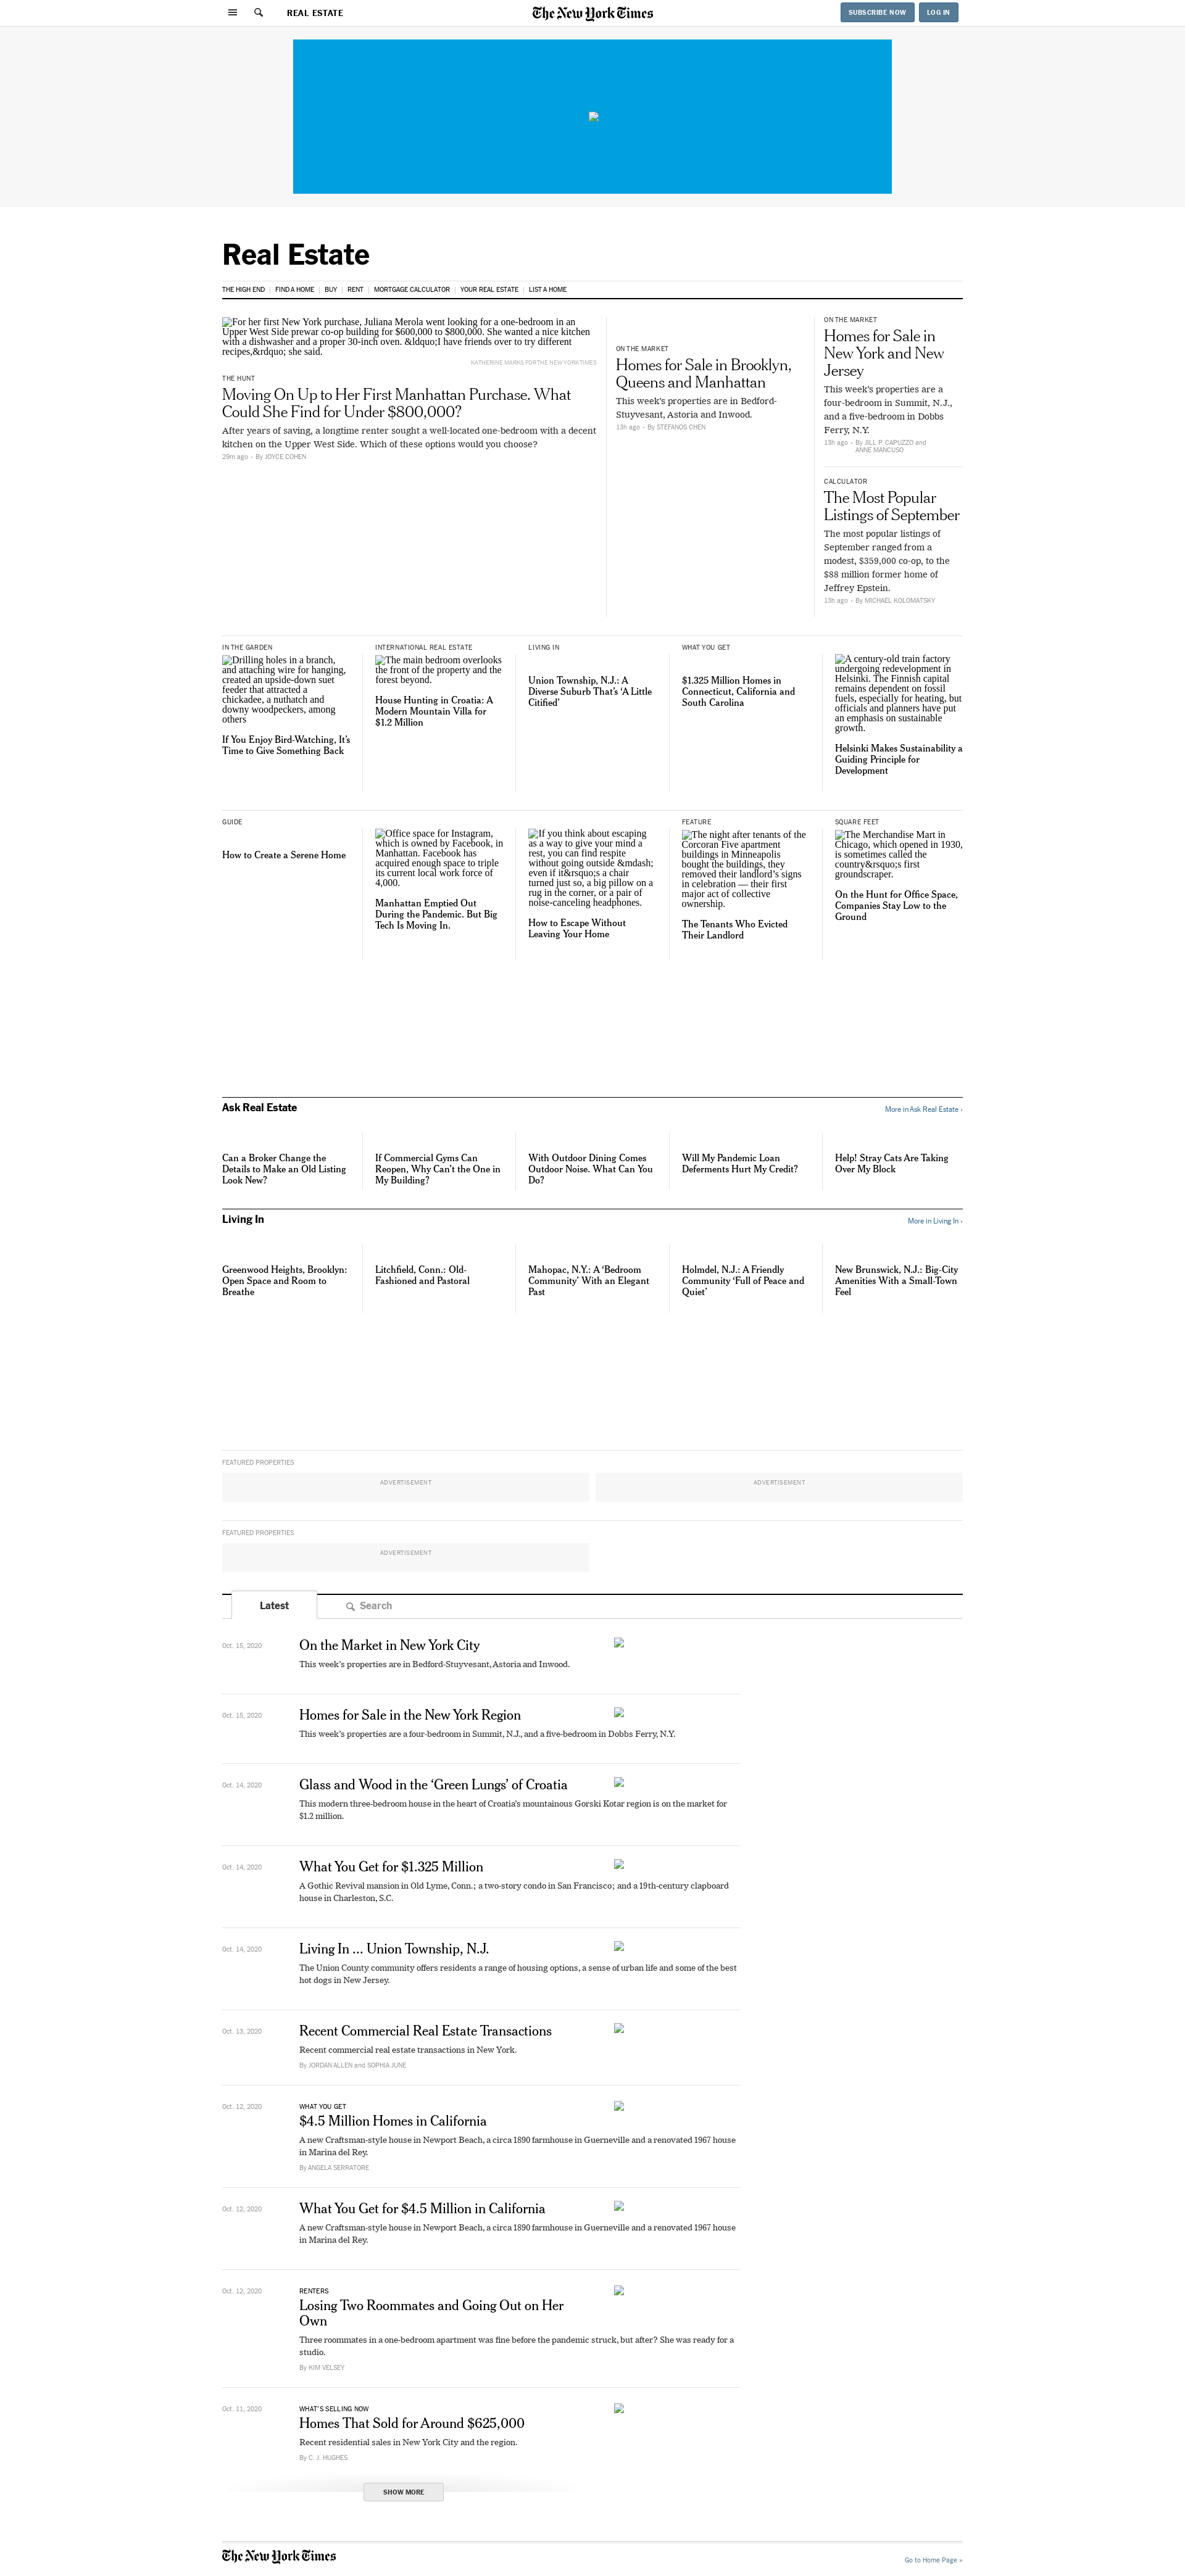 REAL ESTATE
The New York Times
SUBSCRIBE NOW
LOG IN
Real Estate
THE HIGH END | FIND A HOME | BUY | RENT | MORTGAGE CALCULATOR | YOUR REAL ESTATE | LIST A HOME
For her first New York purchase, Juliana Merola went looking for a one-bedroom in an
Upper West Side prewar co-op building for $600,000 to $800,000. She wanted a nice kitchen
with a dishwasher and a proper 30-inch oven. &ldquo;I have friends over to try different
recipes,&rdquo; she said.
KATHERINE MARKS FOR THE NEW YORK TIMES
THE HUNT
Moving On Up to Her First Manhattan Purchase. What
Could She Find for Under $800,000?
After years of saving, a longtime renter sought a well-located one-bedroom with a decent
kitchen on the Upper West Side. Which of these options would you choose?
29m ago - By JOYCE COHEN
ON THE MARKET
Homes for Sale in Brooklyn,
Queens and Manhattan
This week's properties are in Bedford-
Stuyvesant, Astoria and Inwood.
13h ago - By STEFANOS CHEN
ON THE MARKET
Homes for Sale in
New York and New
Jersey
This week's properties are a
four-bedroom in Summit, N.J.,
and a five-bedroom in Dobbs
Ferry, N.Y.
13h ago - By JILL P. CAPUZZO and
ANNE MANCUSO
CALCULATOR
The Most Popular
Listings of September
The most popular listings of
September ranged from a
modest, $359,000 co-op, to the
$88 million former home of
Jeffrey Epstein.
13h ago - By MICHAEL KOLOMATSKY
IN THE GARDEN
Drilling holes in a branch,
and attaching wire for hanging,
created an upside-down suet
feeder that attracted a
chickadee, a nuthatch and
downy woodpeckers, among
others
If You Enjoy Bird-Watching, It's
Time to Give Something Back
INTERNATIONAL REAL ESTATE
The main bedroom overlooks
the front of the property and the
forest beyond.
House Hunting in Croatia: A
Modern Mountain Villa for
$1.2 Million
LIVING IN
Union Township, N.J.: A
Diverse Suburb That's ‘A Little
Citified’
WHAT YOU GET
$1.325 Million Homes in
Connecticut, California and
South Carolina
A century-old train factory
undergoing redevelopment in
Helsinki. The Finnish capital
remains dependent on fossil
fuels, especially for heating, but
officials and planners have put
an emphasis on sustainable
growth.
Helsinki Makes Sustainability a
Guiding Principle for
Development
GUIDE
How to Create a Serene Home
Office space for Instagram,
which is owned by Facebook, in
Manhattan. Facebook has
acquired enough space to triple
its current local work force of
4,000.
Manhattan Emptied Out
During the Pandemic. But Big
Tech Is Moving In.
If you think about escaping
as a way to give your mind a
rest, you can find respite
without going outside &mdash;
even if it&rsquo;s a chair
turned just so, a big pillow on a
rug in the corner, or a pair of
noise-canceling headphones.
How to Escape Without
Leaving Your Home
FEATURE
The night after tenants of the
Corcoran Five apartment
buildings in Minneapolis
bought the buildings, they
removed their landlord’s signs
in celebration — their first
major act of collective
ownership.
The Tenants Who Evicted
Their Landlord
SQUARE FEET
The Merchandise Mart in
Chicago, which opened in 1930,
is sometimes called the
country&rsquo;s first
groundscraper.
On the Hunt for Office Space,
Companies Stay Low to the
Ground
Ask Real Estate
More in Ask Real Estate ›
Can a Broker Change the
Details to Make an Old Listing
Look New?
If Commercial Gyms Can
Reopen, Why Can’t the One in
My Building?
With Outdoor Dining Comes
Outdoor Noise. What Can You
Do?
Will My Pandemic Loan
Deferments Hurt My Credit?
Help! Stray Cats Are Taking
Over My Block
Living In
More in Living In ›
Greenwood Heights, Brooklyn:
Open Space and Room to
Breathe
Litchfield, Conn.: Old-
Fashioned and Pastoral
Mahopac, N.Y.: A ‘Bedroom
Community’ With an Elegant
Past
Holmdel, N.J.: A Friendly
Community ‘Full of Peace and
Quiet’
New Brunswick, N.J.: Big-City
Amenities With a Small-Town
Feel
FEATURED PROPERTIES
ADVERTISEMENT
ADVERTISEMENT
FEATURED PROPERTIES
ADVERTISEMENT
Latest
Search
Oct. 15, 2020
On the Market in New York City
This week’s properties are in Bedford-Stuyvesant, Astoria and Inwood.
Oct. 15, 2020
Homes for Sale in the New York Region
This week’s properties are a four-bedroom in Summit, N.J., and a five-bedroom in Dobbs Ferry, N.Y.
Oct. 14, 2020
Glass and Wood in the ‘Green Lungs’ of Croatia
This modern three-bedroom house in the heart of Croatia’s mountainous Gorski Kotar region is on the market for
$1.2 million.
Oct. 14, 2020
What You Get for $1.325 Million
A Gothic Revival mansion in Old Lyme, Conn.; a two-story condo in San Francisco; and a 19th-century clapboard
house in Charleston, S.C.
Oct. 14, 2020
Living In ... Union Township, N.J.
The Union County community offers residents a range of housing options, a sense of urban life and some of the best
hot dogs in New Jersey.
Oct. 13, 2020
Recent Commercial Real Estate Transactions
Recent commercial real estate transactions in New York.
By JORDAN ALLEN and SOPHIA JUNE
Oct. 12, 2020
WHAT YOU GET
$4.5 Million Homes in California
A new Craftsman-style house in Newport Beach, a circa 1890 farmhouse in Guerneville and a renovated 1967 house
in Marina del Rey.
By ANGELA SERRATORE
Oct. 12, 2020
What You Get for $4.5 Million in California
A new Craftsman-style house in Newport Beach, a circa 1890 farmhouse in Guerneville and a renovated 1967 house
in Marina del Rey.
Oct. 12, 2020
RENTERS
Losing Two Roommates and Going Out on Her
Own
Three roommates in a one-bedroom apartment was fine before the pandemic struck, but after? She was ready for a
studio.
By KIM VELSEY
Oct. 11, 2020
WHAT'S SELLING NOW
Homes That Sold for Around $625,000
Recent residential sales in New York City and the region.
By C. J. HUGHES
SHOW MORE
The New York Times
Go to Home Page »